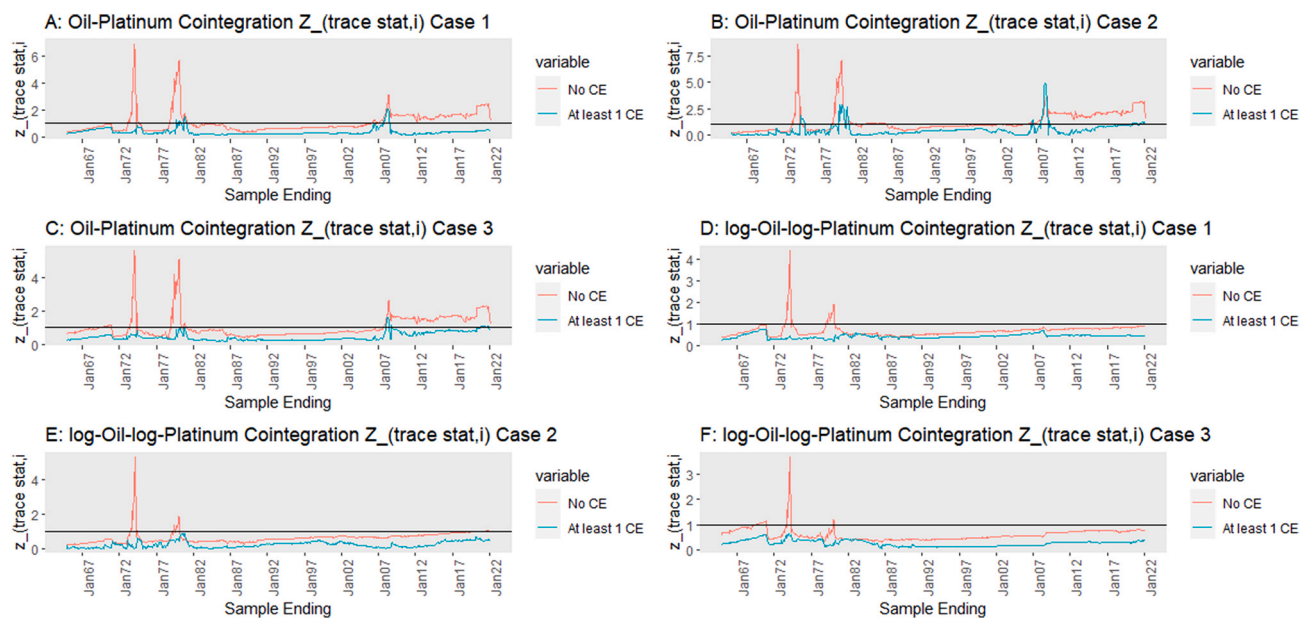 A: Oil-Platinum Cointegration Z_(trace stat,i) Case 1
z_(trace stat,i
6
4
2
0
Jan67
Jan72
Jan77
Jan82
Jan87
Jan92
Jan97
Jan02
Jan07
Jan12
Jan17
Jan22
Sample Ending
variable
No CE
At least 1 CE
B: Oil-Platinum Cointegration Z_(trace stat,i) Case 2
z_(trace stat,i
7.5
5.0
2.5
0.0
Jan67
Jan72
Jan77
Jan82
Jan87
Jan92
Jan97
Jan02
Jan07
Jan12
Jan17
Jan22
Sample Ending
variable
No CE
At least 1 CE
C: Oil-Platinum Cointegration Z_(trace stat,i) Case 3
z_(trace stat,i
4
2
0
Jan67
Jan72
Jan77
Jan82
Jan87
Jan92
Jan97
Jan02
Jan07
Jan12
Jan17
Jan22
Sample Ending
variable
No CE
At least 1 CE
D: log-Oil-log-Platinum Cointegration Z_(trace stat,i) Case 1
z_(trace stat,i
4
3
2
1
0
Jan67
Jan72
Jan77
Jan82
Jan87
Jan92
Jan97
Jan02
Jan07
Jan12
Jan17
Jan22
Sample Ending
variable
No CE
At least 1 CE
E: log-Oil-log-Platinum Cointegration Z_(trace stat,i) Case 2
z_(trace stat,i
4
2
0
Jan67
Jan72
Jan77
Jan82
Jan87
Jan92
Jan97
Jan02
Jan07
Jan12
Jan17
Jan22
Sample Ending
variable
No CE
At least 1 CE
F: log-Oil-log-Platinum Cointegration Z_(trace stat,i) Case 3
z_(trace stat,i
3
2
1
0
Jan67
Jan72
Jan77
Jan82
Jan87
Jan92
Jan97
Jan02
Jan07
Jan12
Jan17
Jan22
Sample Ending
variable
No CE
At least 1 CE